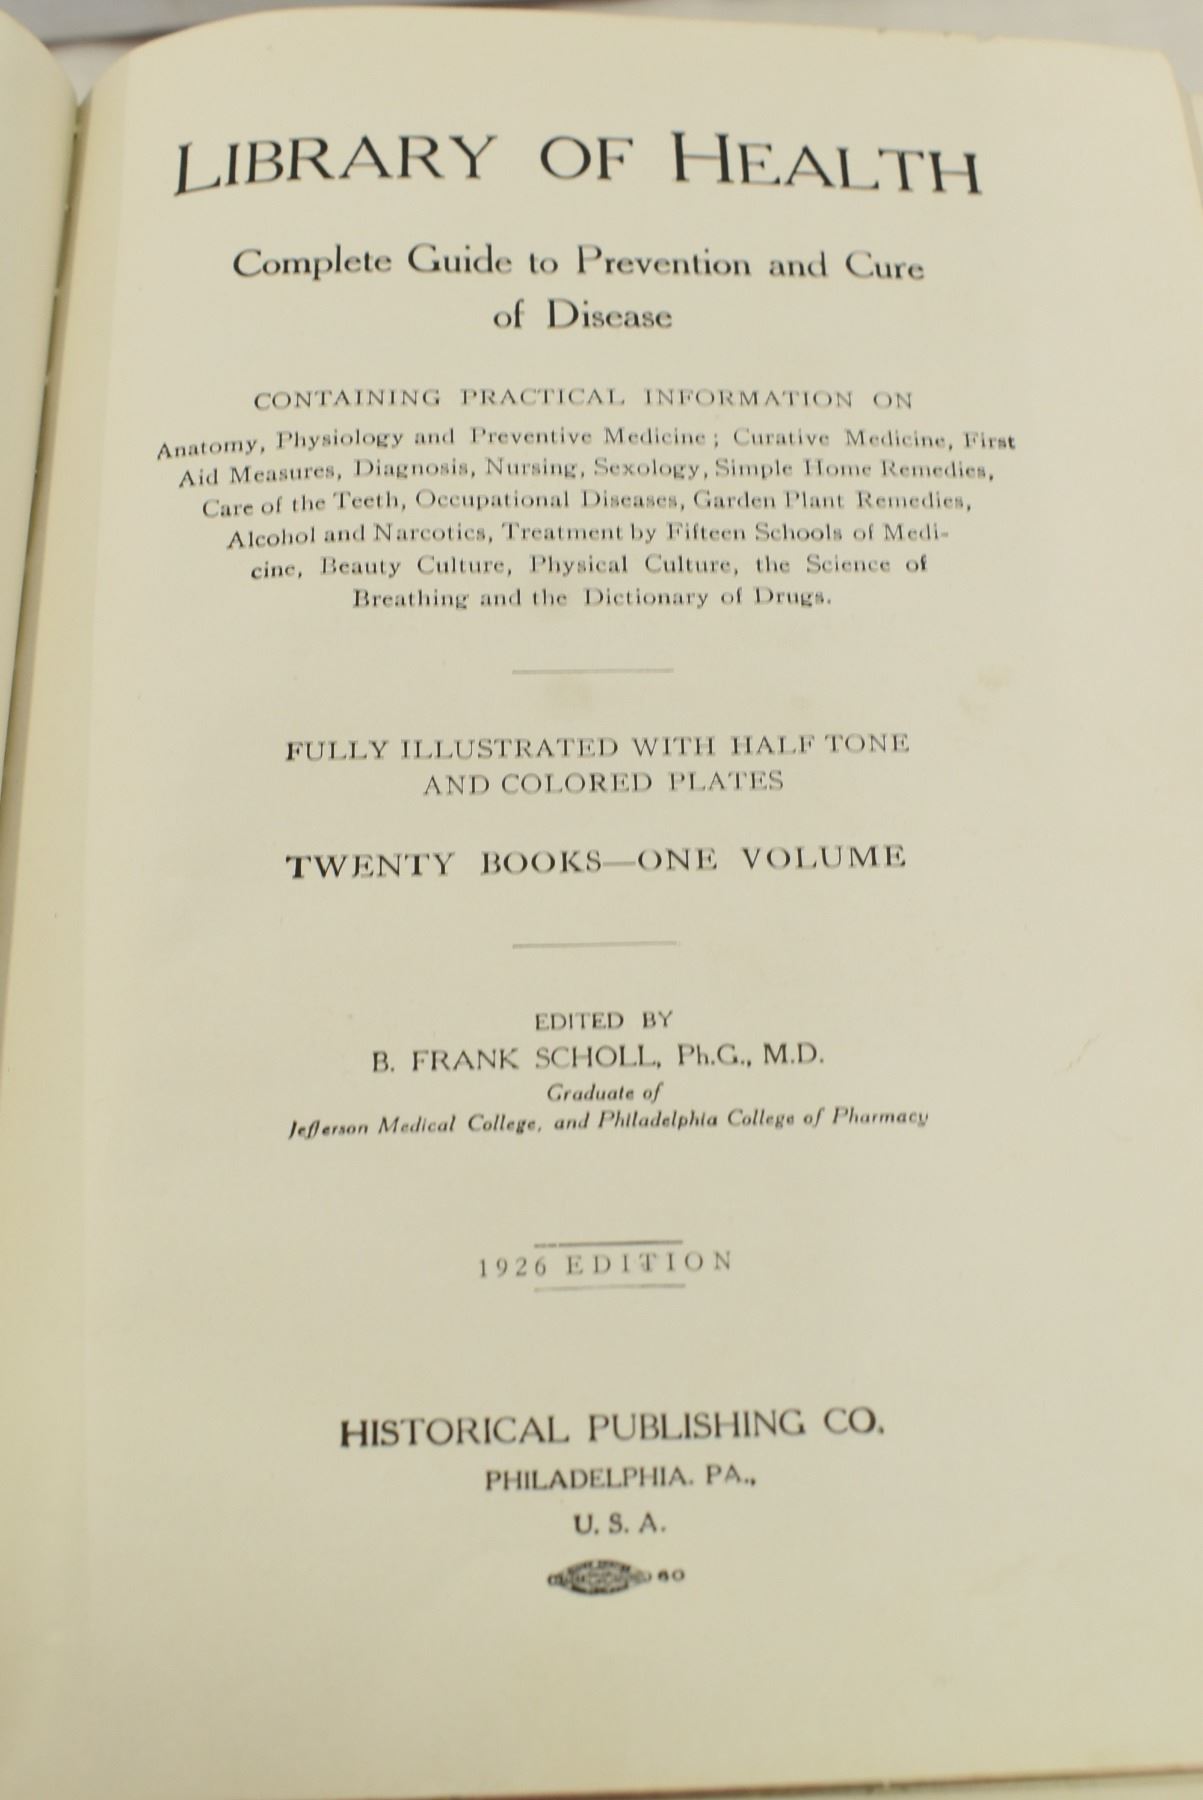 LIBRARY OF HEALTH
Complete Guide to Prevention and Cure
of Disease
CONTAINING PRACTICAL INFORMATION ON
Anatomy, Physiology and Preventive Medicine; Curative Medicine, First
Aid Measures, Diagnosis, Nursing, Sexology, Simple Home Remedies,
Care of the Teeth, Occupational Diseases, Garden Plant Remedies,
Alcohol and Narcotics, Treatment by Fifteen Schools of Medi-
cine, Beauty Culture, Physical Culture, the Science of
Breathing and the Dictionary of Drugs.
FULLY ILLUSTRATED WITH HALF TONE
AND COLORED PLATES
TWENTY BOOKS—ONE VOLUME
EDITED BY
B. FRANK SCHOLL, Ph.G., M.D.
Graduate of
Jefferson Medical College, and Philadelphia College of Pharmacy
1926 EDITION
HISTORICAL PUBLISHING CO.
PHILADELPHIA. PA.,
U. S. A.
60